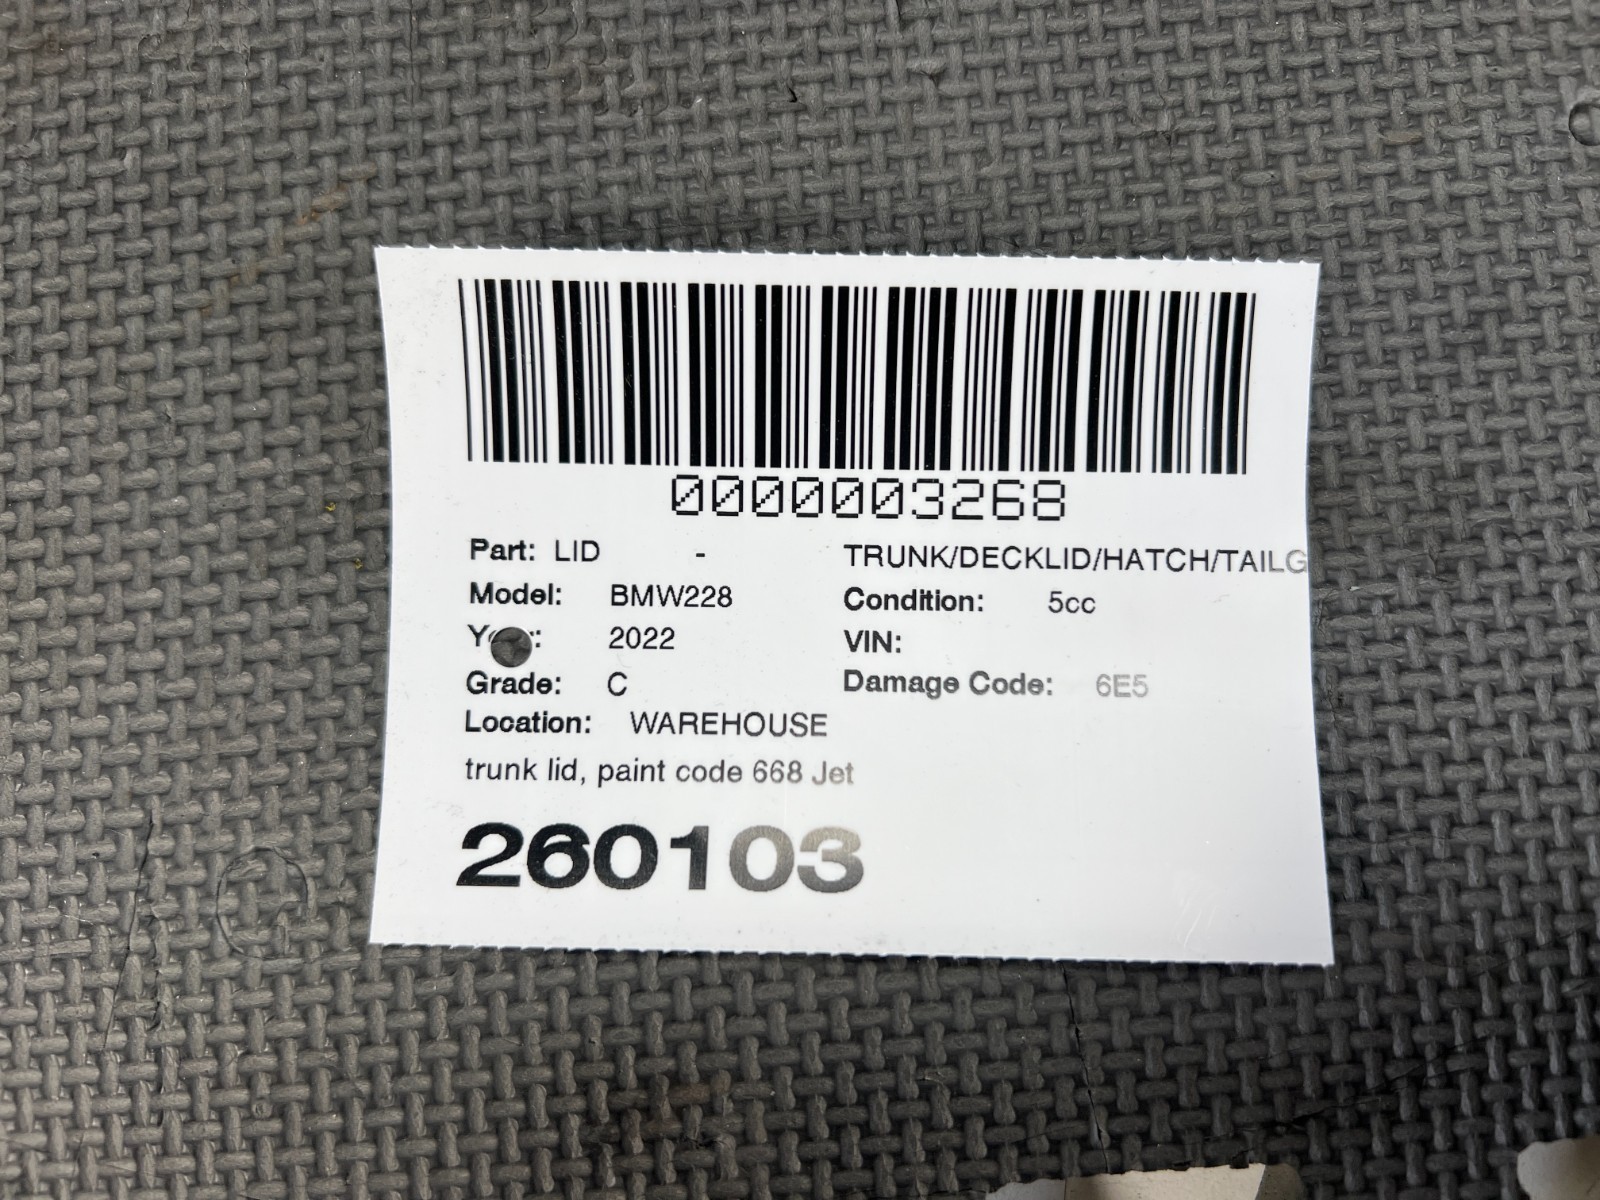 0000003268
Part: LID - TRUNK/DECKLID/HATCH/TAILG
Model: BMW228 Condition: 5cc
2022 VIN:
Grade: C Damage Code: 6E5
Location: WAREHOUSE
trunk lid, paint code 668 Jet
260103